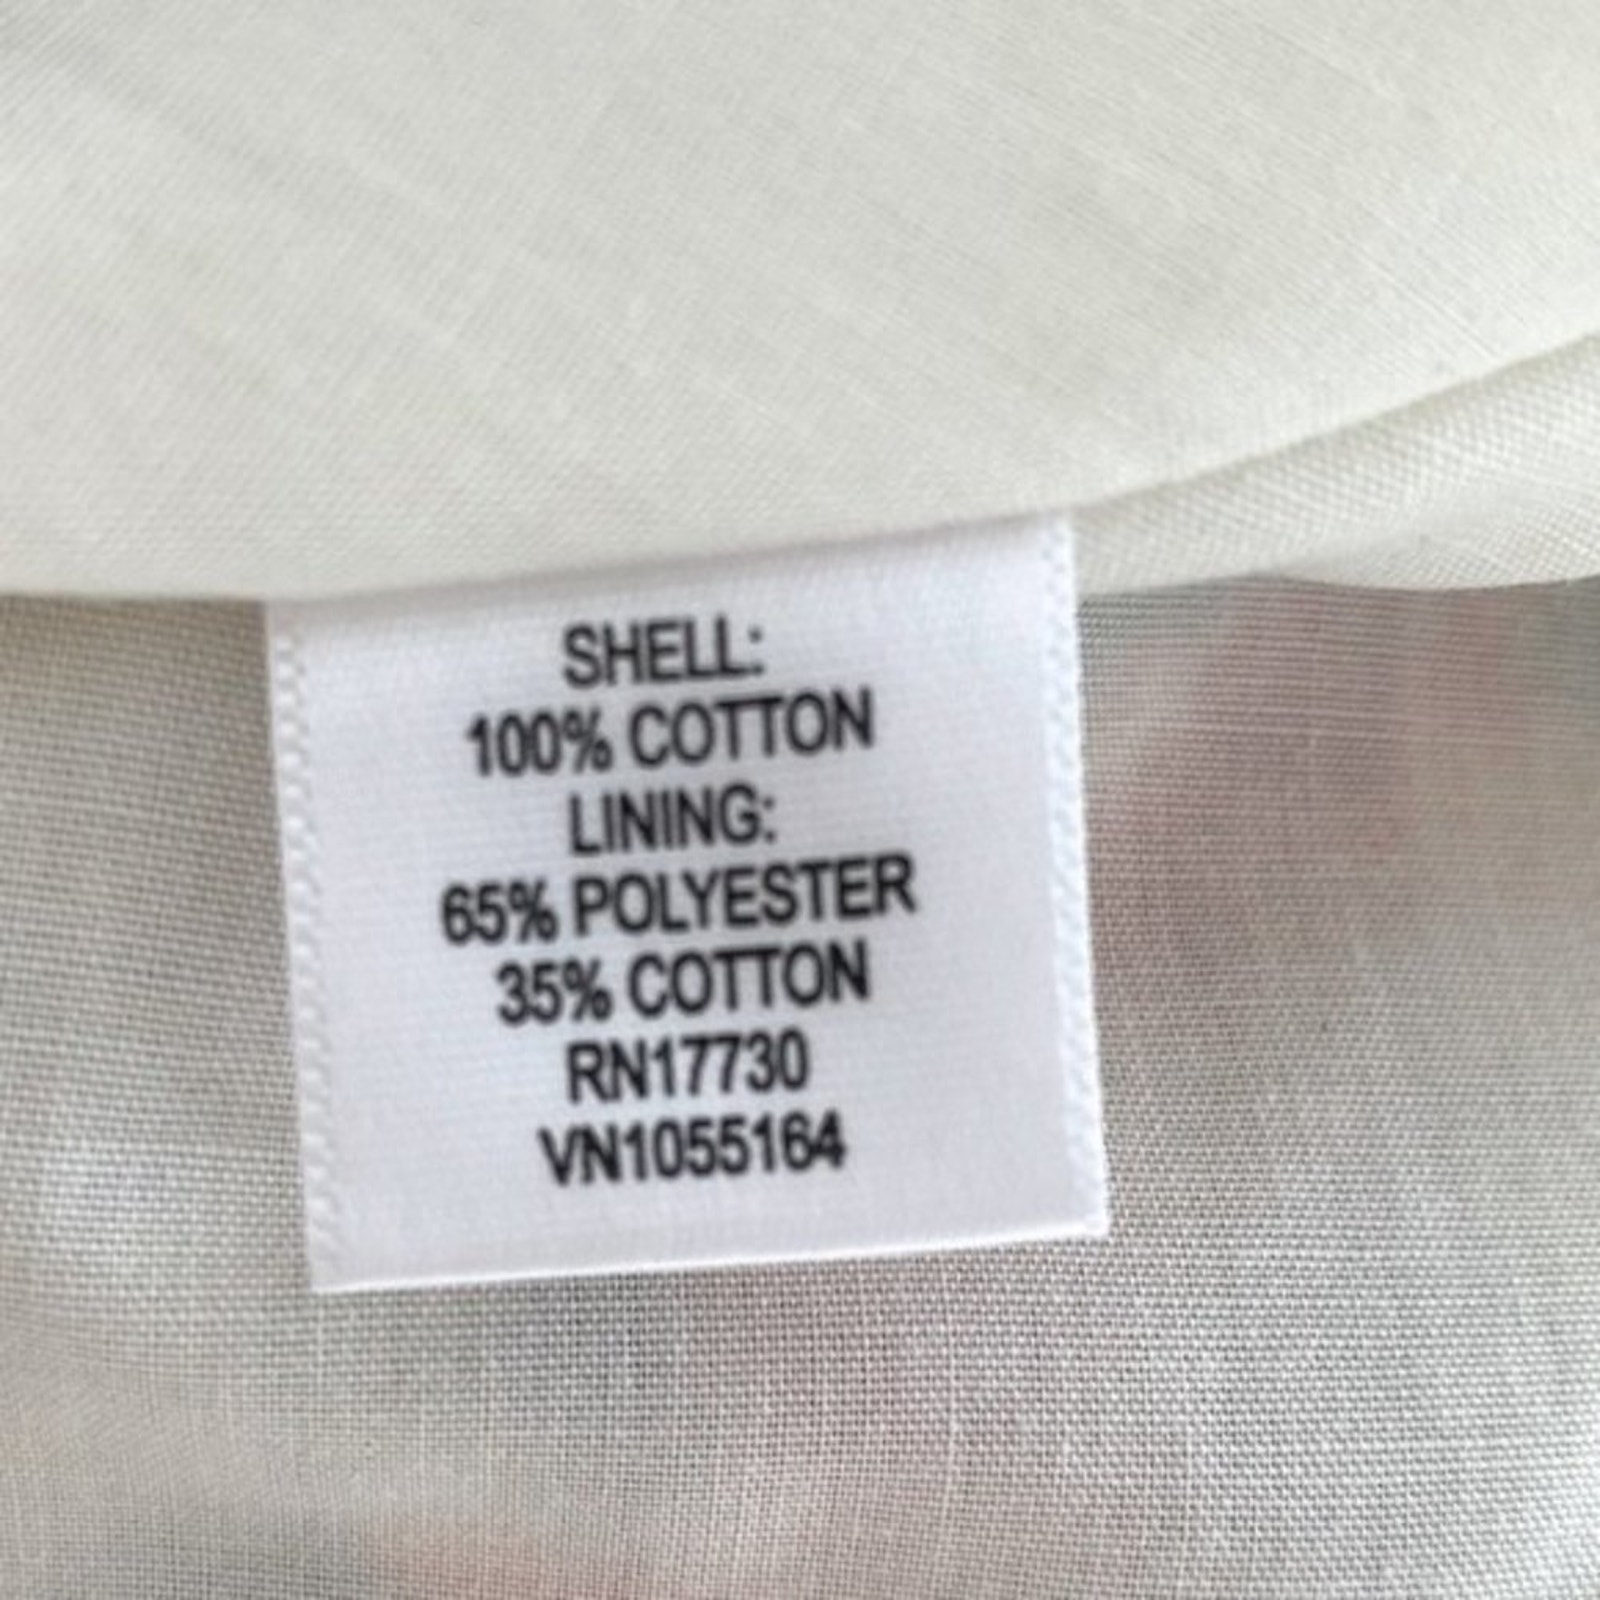 SHELL:
100% COTTON
LINING:
65% POLYESTER
35% COTTON
RN17730
VN1055164